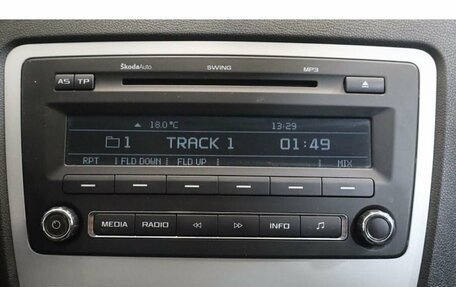 ŠkodaAuto SWING MP3
AS TP
18.0°C 13:29
1 TRACK 1 01:49
RPT FLD DOWN FLD UP MIX
MEDIA RADIO INFO